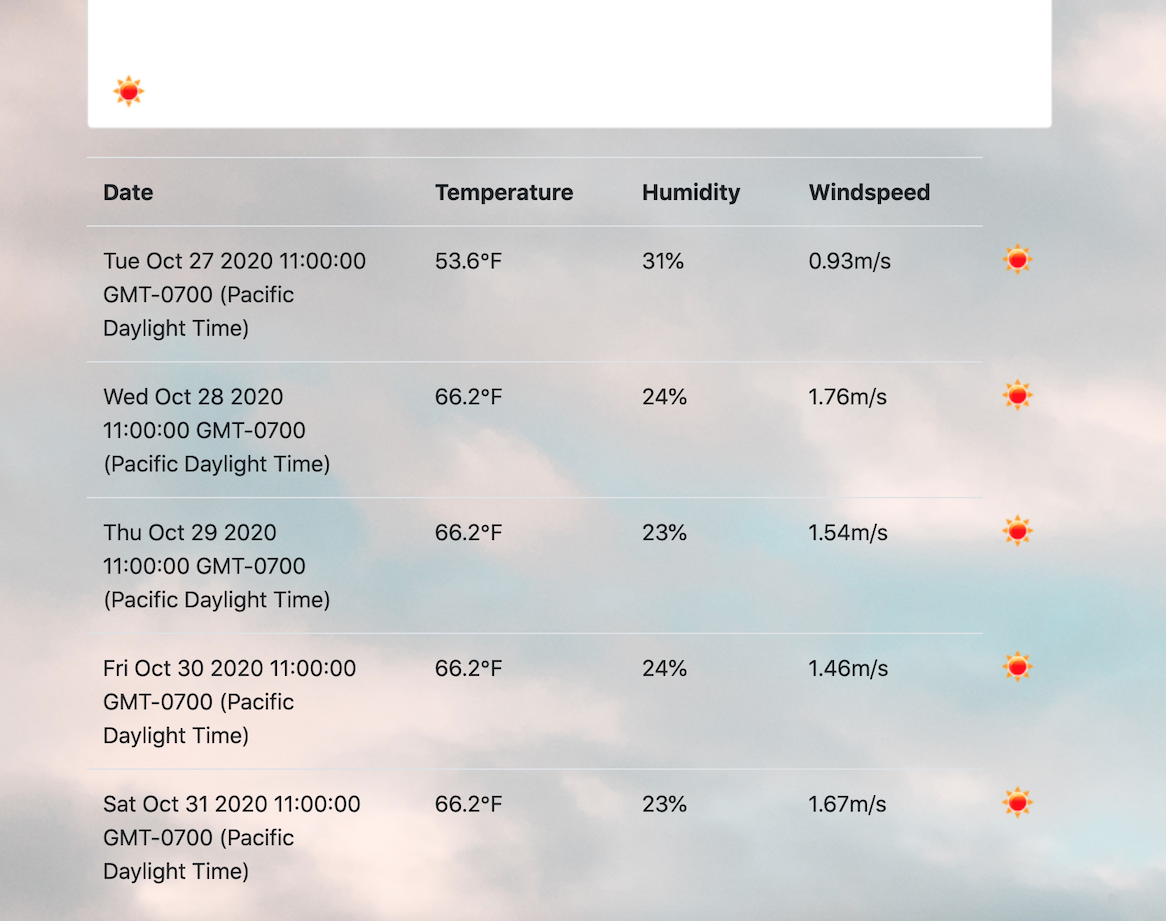 Date Temperature Humidity Windspeed
Tue Oct 27 2020 11:00:00 53.6°F 31% 0.93m/s
GMT-0700 (Pacific
Daylight Time)
Wed Oct 28 2020 66.2°F 24% 1.76m/s
11:00:00 GMT-0700
(Pacific Daylight Time)
Thu Oct 29 2020 66.2°F 23% 1.54m/s
11:00:00 GMT-0700
(Pacific Daylight Time)
Fri Oct 30 2020 11:00:00 66.2°F 24% 1.46m/s
GMT-0700 (Pacific
Daylight Time)
Sat Oct 31 2020 11:00:00 66.2°F 23% 1.67m/s
GMT-0700 (Pacific
Daylight Time)